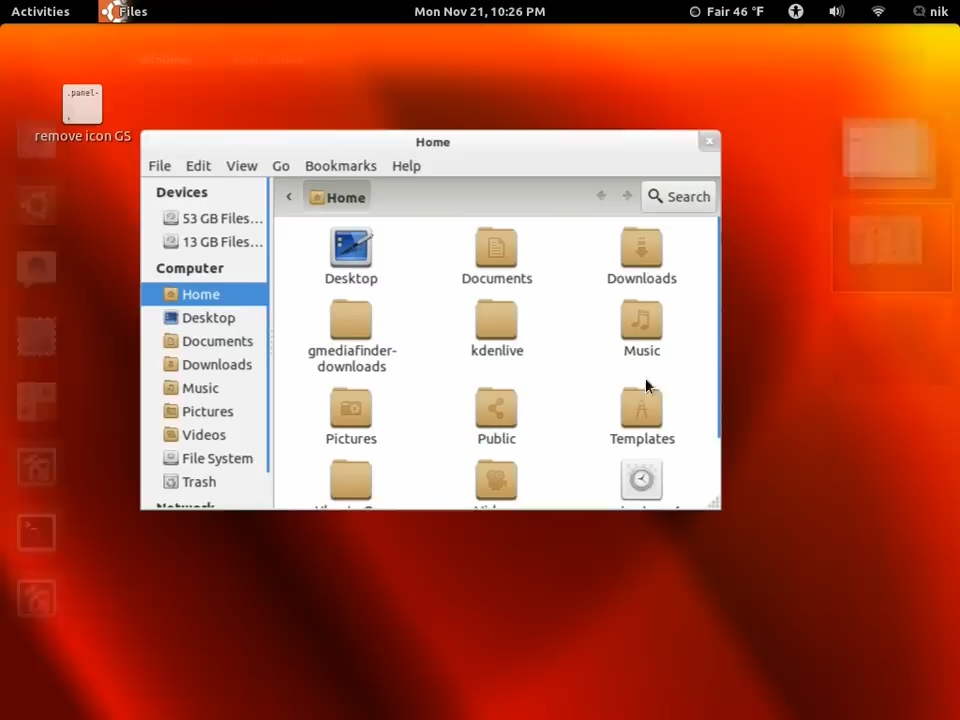 Activities Files Mon Nov 21, 10:26 PM Fair 46 °F nik
Windows
.panel-
remove icon GS
Home
File Edit View Go Bookmarks Help
Devices
53 GB Files...
13 GB Files...
Computer
Home
Desktop
Documents
Downloads
Music
Pictures
Videos
File System
Trash
Network
Home Search
Desktop Documents Downloads
gmediafinder-
downloads
kdenlive Music
Pictures Public Templates